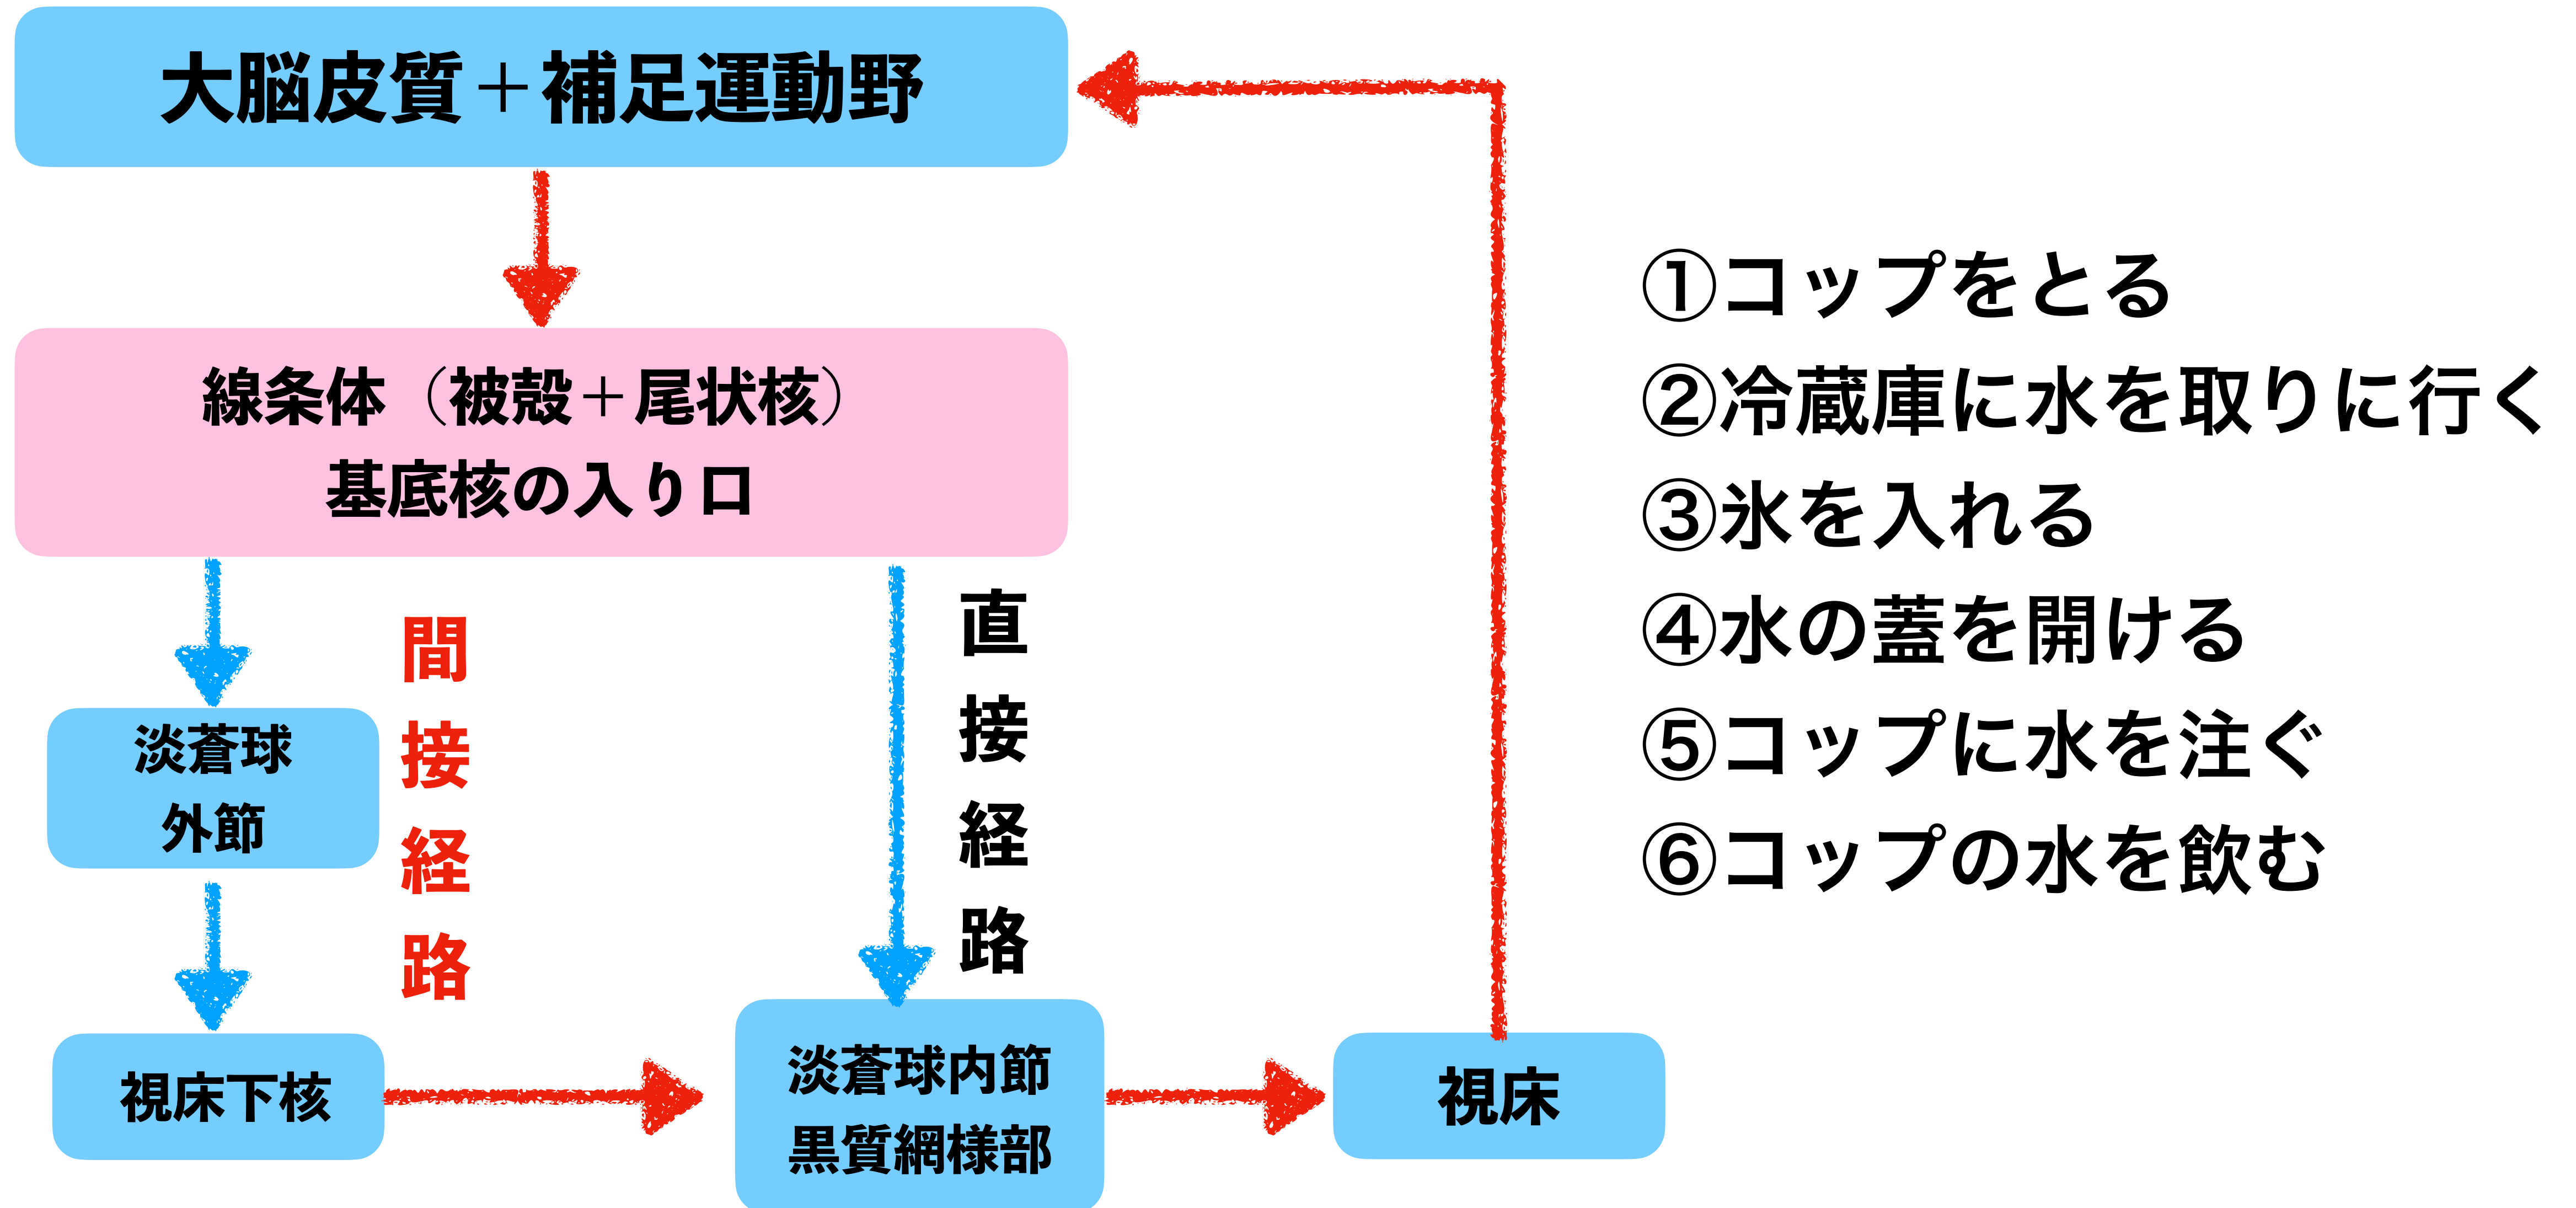 大脳皮質＋補足運動野
線条体（被殻＋尾状核）
基底核の入り口
間接経路
直接経路
淡蒼球
外節
視床下核
淡蒼球内節
黒質網様部
視床
①コップをとる
②冷蔵庫に水を取りに行く
③氷を入れる
④水の蓋を開ける
⑤コップに水を注ぐ
⑥コップの水を飲む